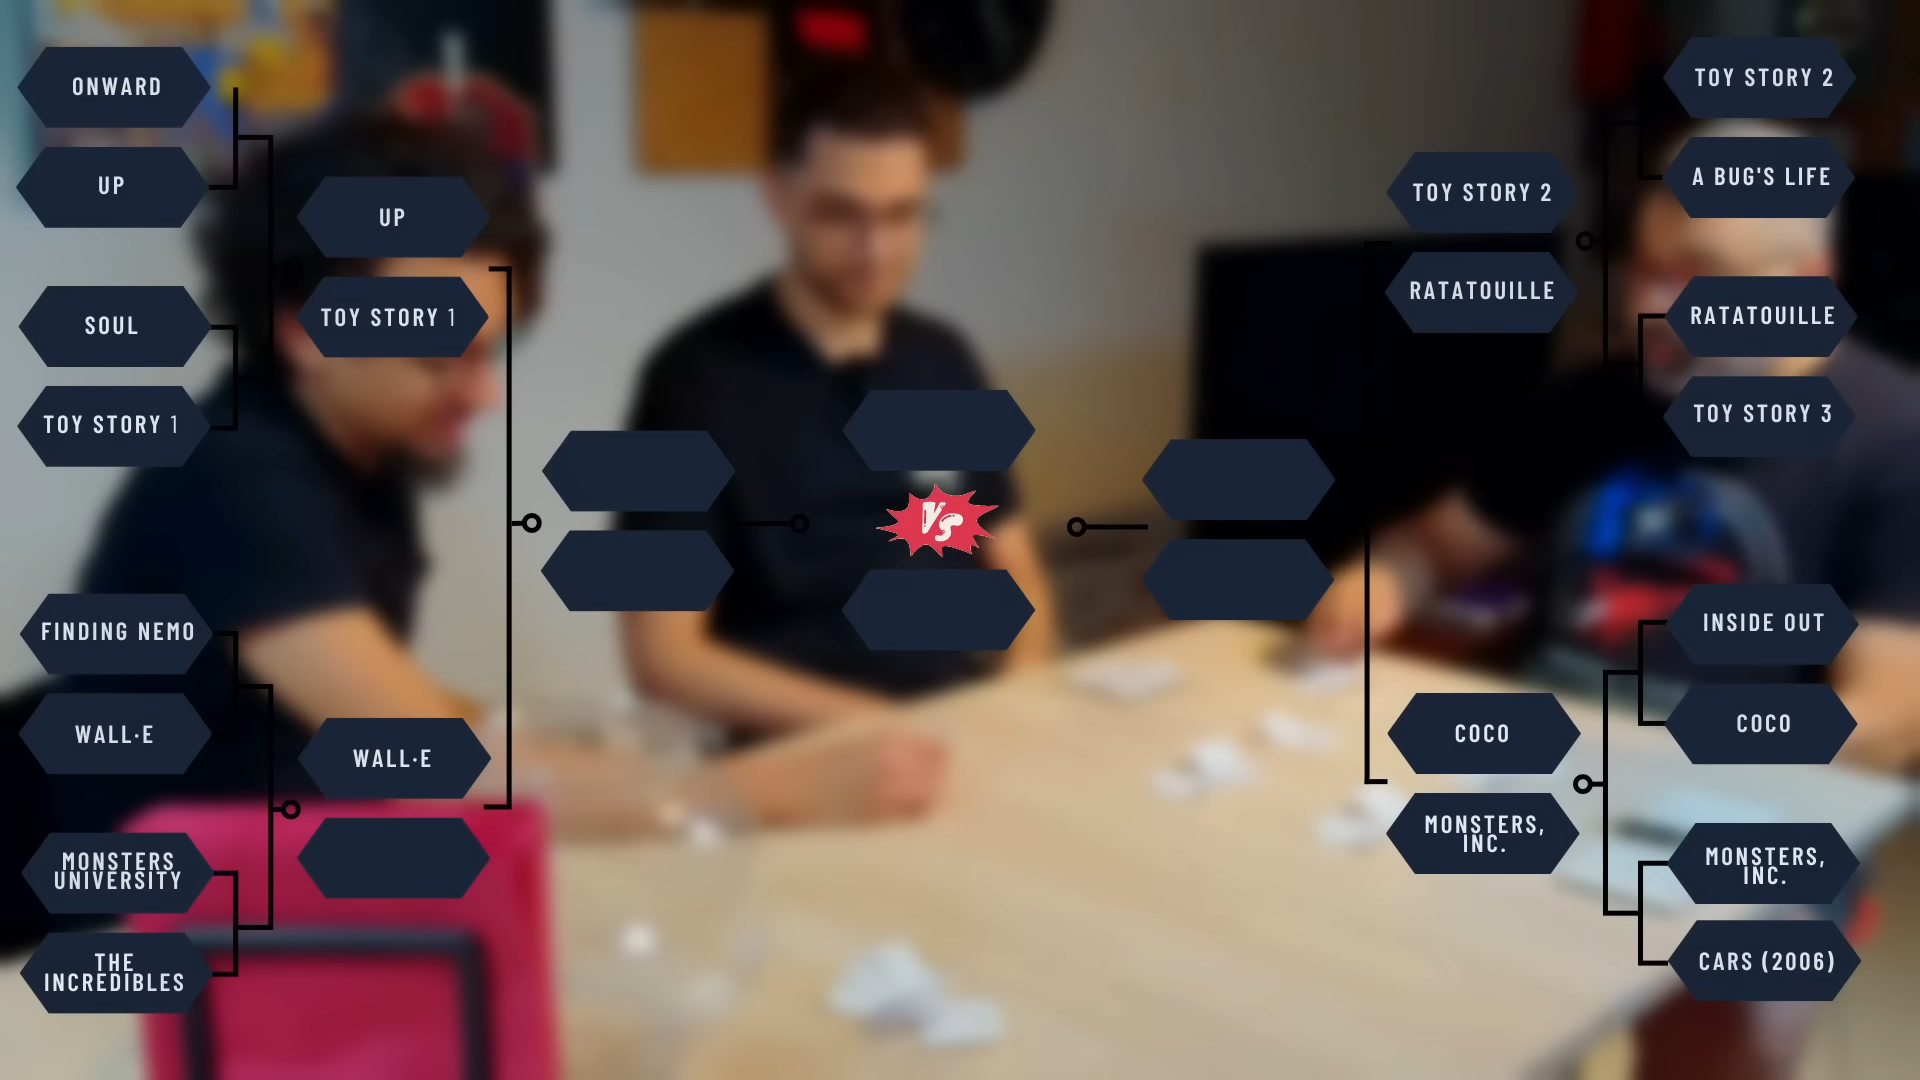 ONWARD
UP
SOUL
TOY STORY 1
FINDING NEMO
WALL·E
MONSTERS
UNIVERSITY
THE
INCREDIBLES
UP
TOY STORY 1
WALL·E
VS
TOY STORY 2
RATATOUILLE
COCO
MONSTERS,
INC.
TOY STORY 2
A BUG'S LIFE
RATATOUILLE
TOY STORY 3
INSIDE OUT
COCO
MONSTERS,
INC.
CARS (2006)